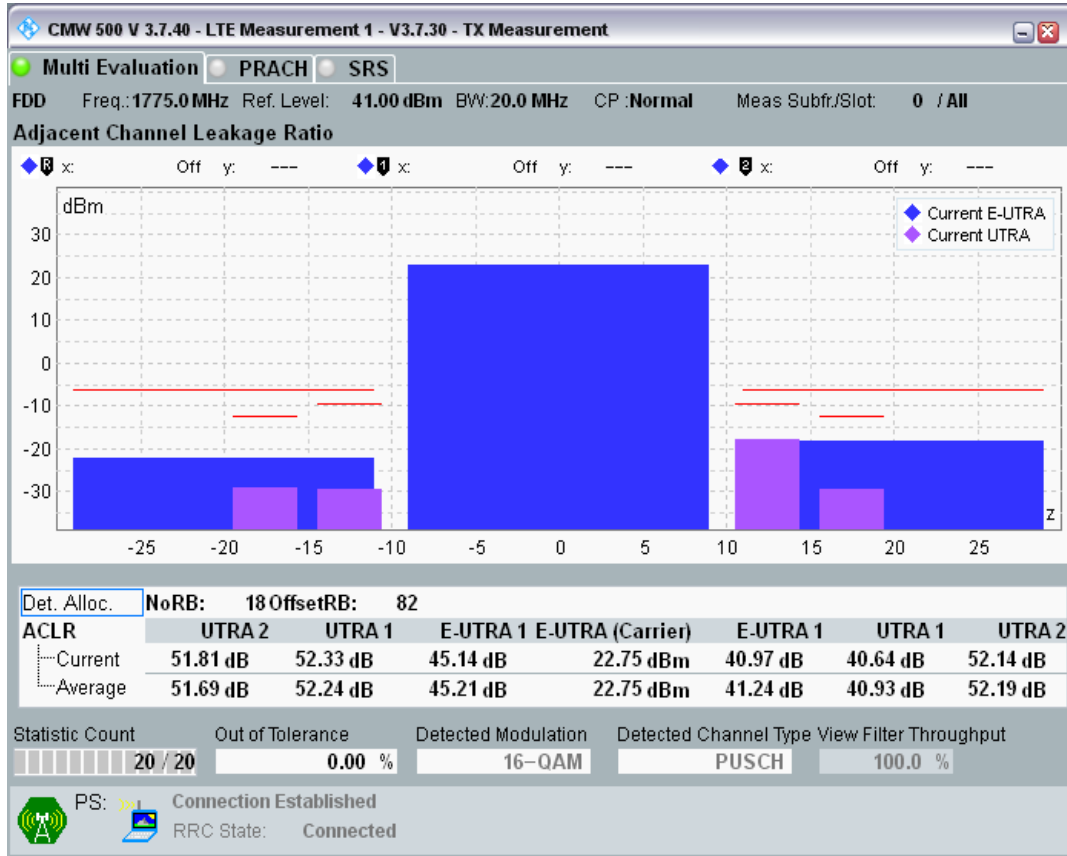 CMW 500 V 3.7.40 - LTE Measurement 1 - V3.7.30 - TX Measurement
Multi Evaluation PRACH SRS
FDD Freq.: 1775.0 MHz Ref. Level: 41.00 dBm BW: 20.0 MHz CP : Normal Meas Subfr./Slot: 0 / All
Adjacent Channel Leakage Ratio
R x: Off y: --- 1 x: Off y: --- 2 x: Off y: ---
dBm
Current E-UTRA
Current UTRA
30
20
10
0
-10
-20
-30
z
-25 -20 -15 -10 -5 0 5 10 15 20 25
Det. Alloc. NoRB: 18 OffsetRB: 82
ACLR UTRA 2 UTRA 1 E-UTRA 1 E-UTRA (Carrier) E-UTRA 1 UTRA 1 UTRA 2
Current 51.81 dB 52.33 dB 45.14 dB 22.75 dBm 40.97 dB 40.64 dB 52.14 dB
Average 51.69 dB 52.24 dB 45.21 dB 22.75 dBm 41.24 dB 40.93 dB 52.19 dB
Statistic Count Out of Tolerance Detected Modulation Detected Channel Type View Filter Throughput
20 / 20 0.00 % 16-QAM PUSCH 100.0 %
PS: Connection Established
RRC State: Connected